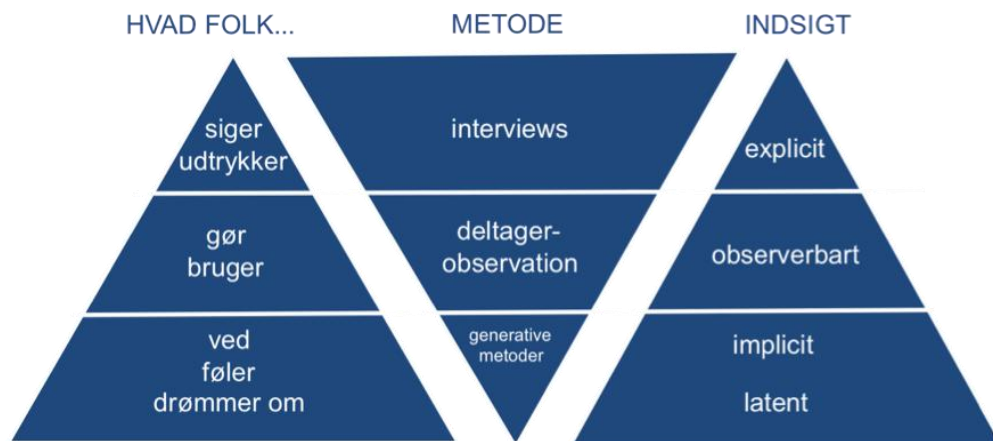 HVAD FOLK...
METODE
INDSIGT
siger
udtrykker
interviews
explicit
gør
bruger
deltager-
observation
observerbart
ved
føler
drømmer om
generative
metoder
implicit
latent